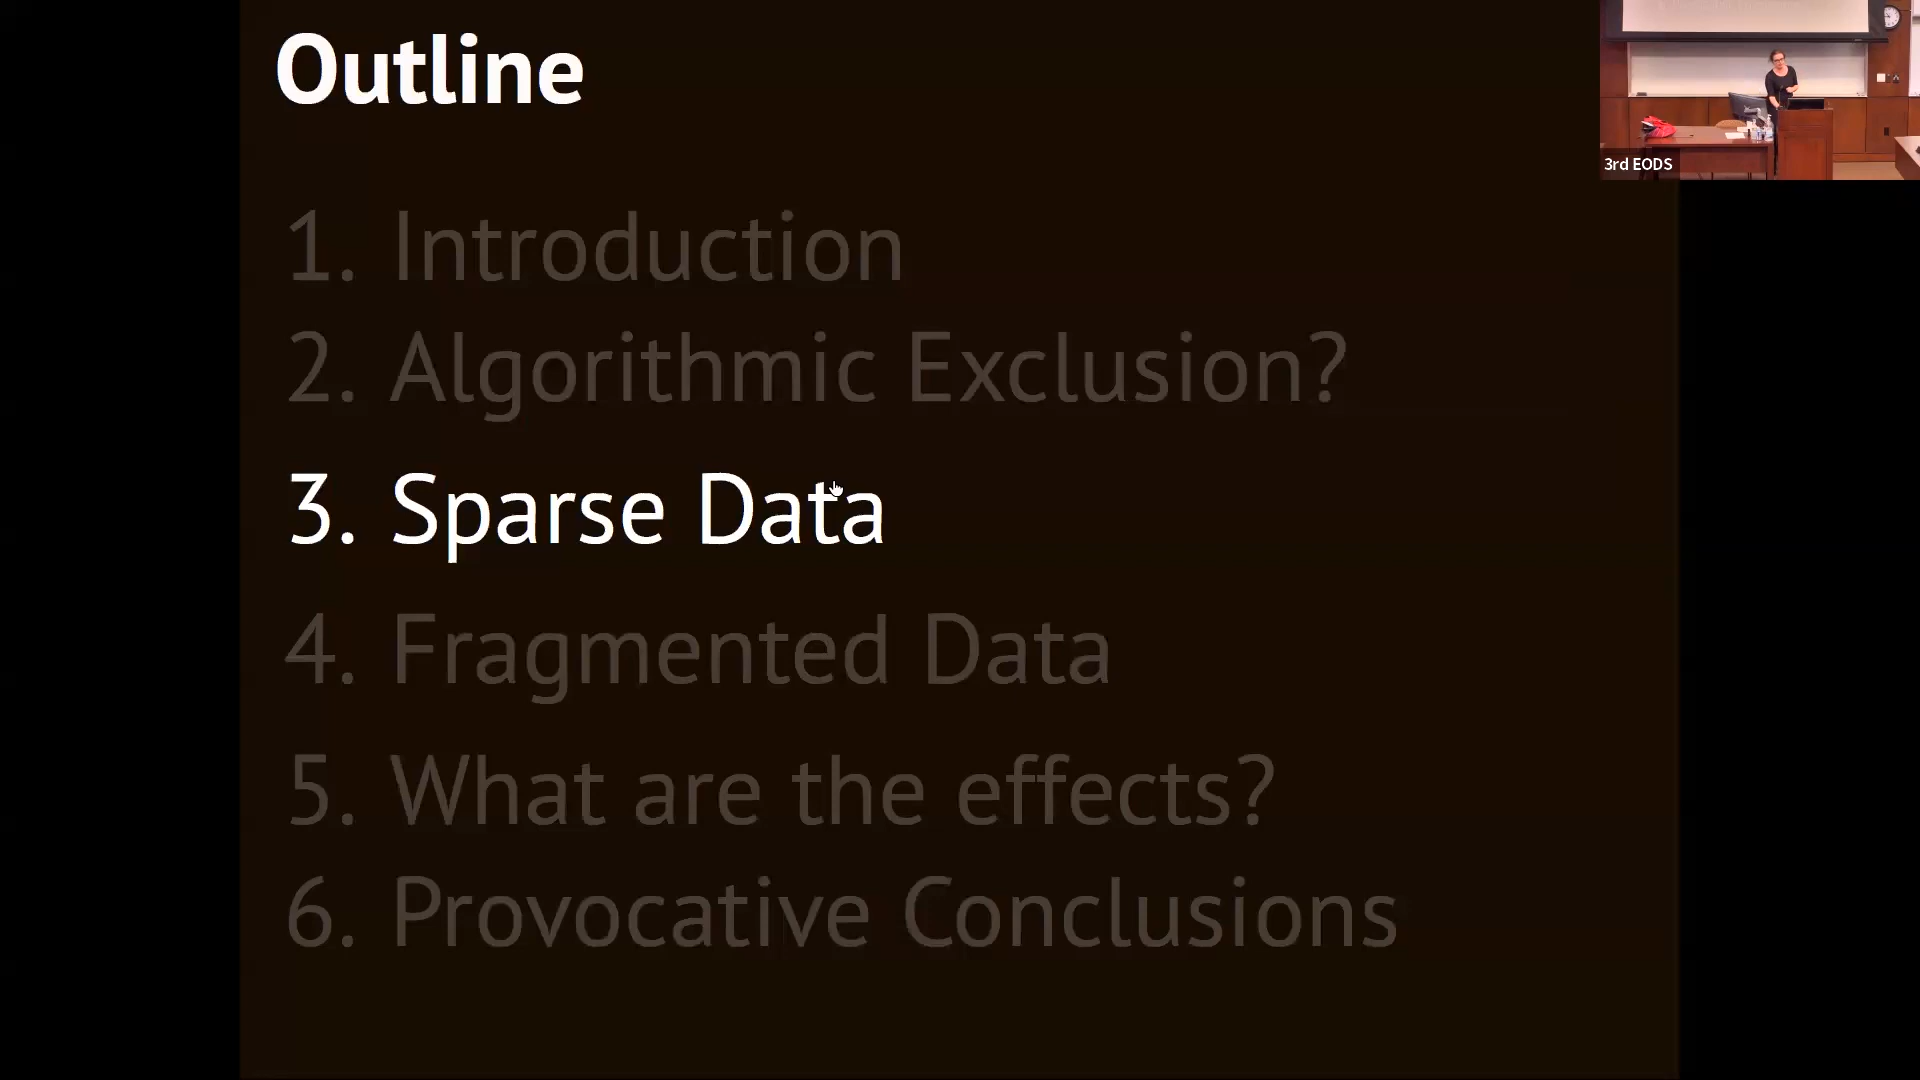 Outline
1. Introduction
2. Algorithmic Exclusion?
3. Sparse Data
4. Fragmented Data
5. What are the effects?
6. Provocative Conclusions
3rd EODS